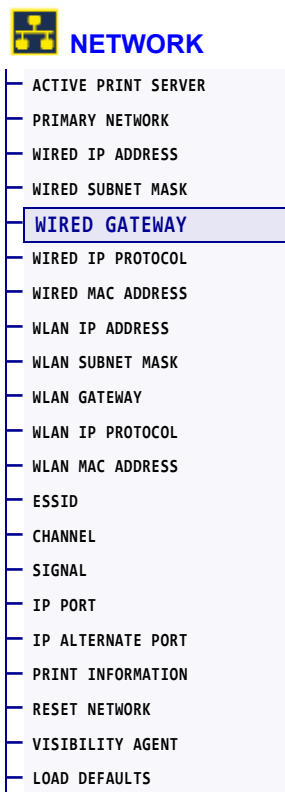 NETWORK
ACTIVE PRINT SERVER
PRIMARY NETWORK
WIRED IP ADDRESS
WIRED SUBNET MASK
WIRED GATEWAY
WIRED IP PROTOCOL
WIRED MAC ADDRESS
WLAN IP ADDRESS
WLAN SUBNET MASK
WLAN GATEWAY
WLAN IP PROTOCOL
WLAN MAC ADDRESS
ESSID
CHANNEL
SIGNAL
IP PORT
IP ALTERNATE PORT
PRINT INFORMATION
RESET NETWORK
VISIBILITY AGENT
LOAD DEFAULTS